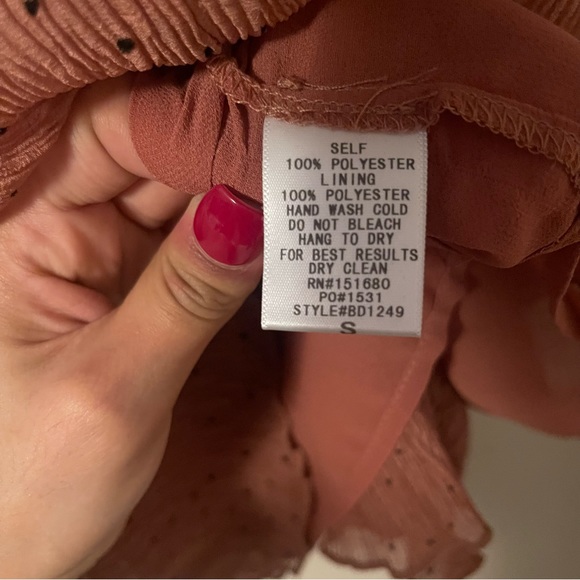 SELF
100% POLYESTER
LINING
100% POLYESTER
HAND WASH COLD
DO NOT BLEACH
HANG TO DRY
FOR BEST RESULTS
DRY CLEAN
RN#151680
PO#1531
STYLE#BD1249
S